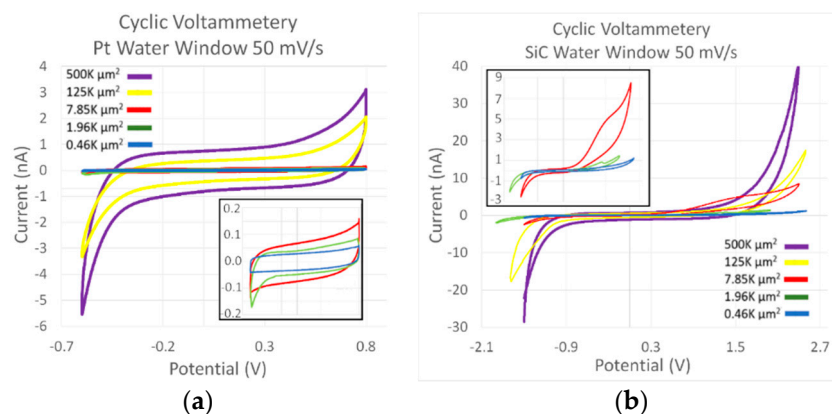 Cyclic Voltammetery
Pt Water Window 50 mV/s
4
3
2
1
0
-1
-2
-3
-4
-5
-6
Current (nA)
500K µm²
125K µm²
7.85K µm²
1.96K µm²
0.46K µm²
0.2
0.1
0.0
-0.1
-0.2
-0.7
-0.2
0.3
0.8
Potential (V)
(a)
Cyclic Voltammetery
SiC Water Window 50 mV/s
40
30
20
10
0
-10
-20
-30
Current (nA)
9
7
5
3
1
-1
-3
500K µm²
125K µm²
7.85K µm²
1.96K µm²
0.46K µm²
-2.1
-0.9
0.3
1.5
2.7
Potential (V)
(b)